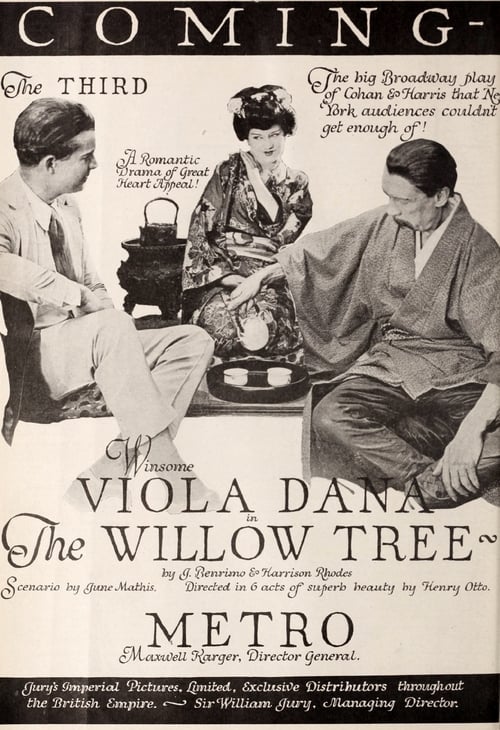 COMING-
The THIRD
The big Broadway play
of Cohan & Harris that Ne
York audiences couldnt
get enough of!
A Romantic
Drama of Great
Heart Appeal!
Winsome
VIOLA DANA
in
The WILLOW TREE~
by J. Benrimo & Harrison Rhodes
Scenario by June Mathis. Directed in 6 acts of superb beauty by Henry Otto.
METRO
Maxwell Karger, Director General.
Jury's Imperial Pictures, Limited, Exclusive Distributors throughout
the British Empire. ~ Sir William Jury, Managing Director.